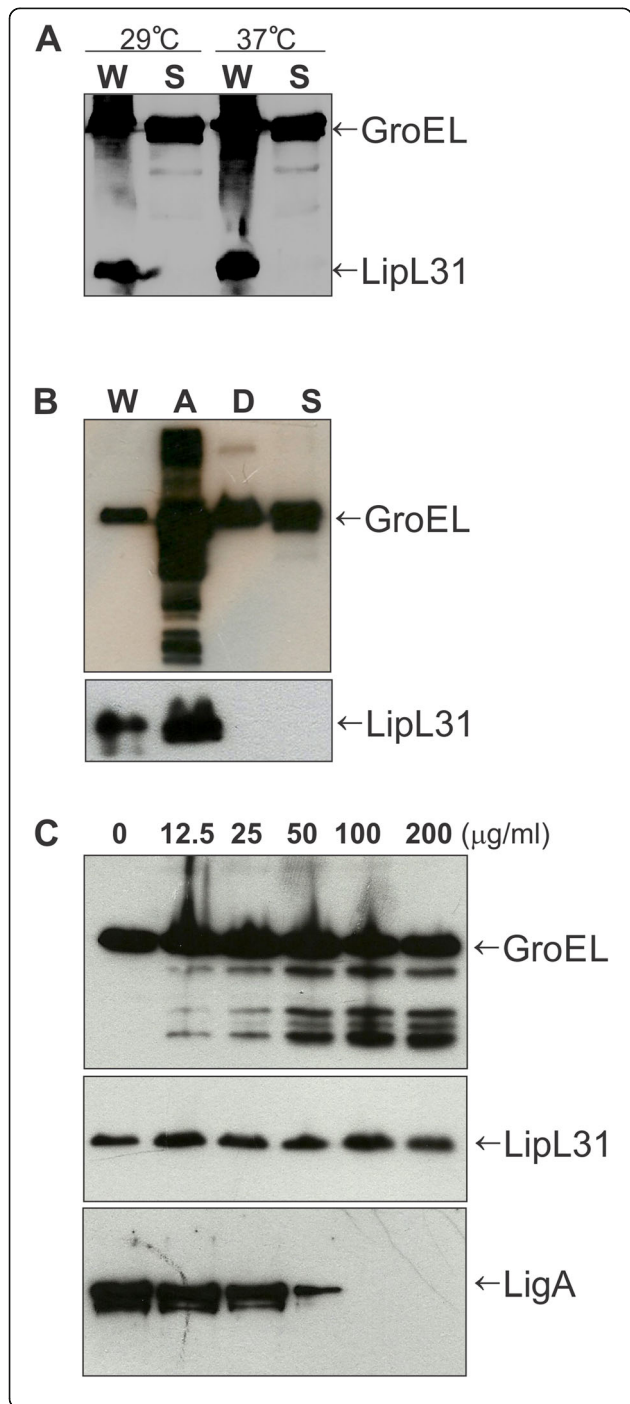 A 29°C 37°C
W S W S
←GroEL
←LipL31
B W A D S
←GroEL
←LipL31
C 0 12.5 25 50 100 200 (μg/ml)
←GroEL
←LipL31
←LigA